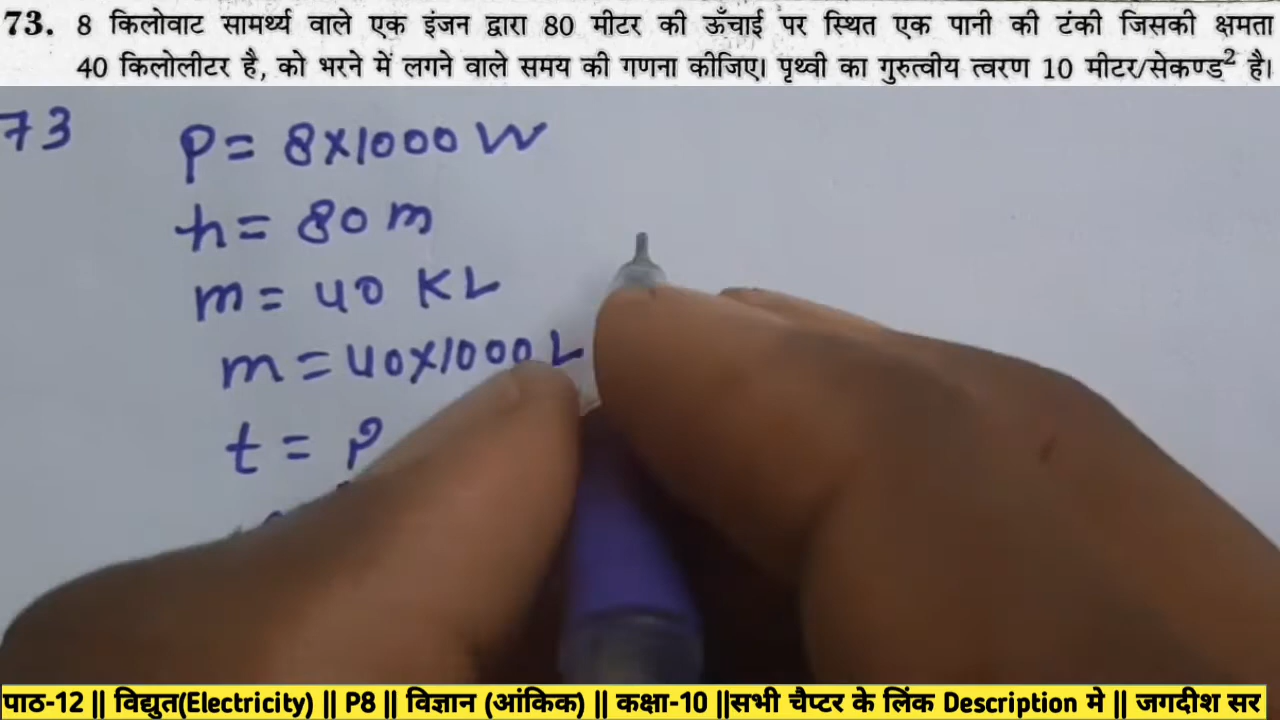 73. 8 किलोवाट सामर्थ्य वाले एक इंजन द्वारा 80 मीटर की ऊँचाई पर स्थित एक पानी की टंकी जिसकी क्षमता
40 किलोलीटर है, को भरने में लगने वाले समय की गणना कीजिए। पृथ्वी का गुरुत्वीय त्वरण 10 मीटर/सेकण्ड² है।
73
P = 8×1000 W
h = 80 m
m = 40 KL
m = 40×1000 L
t = ?
पाठ-12 || विद्युत(Electricity) || P8 || विज्ञान (आंकिक) || कक्षा-10 ||सभी चैप्टर के लिंक Description मे || जगदीश सर